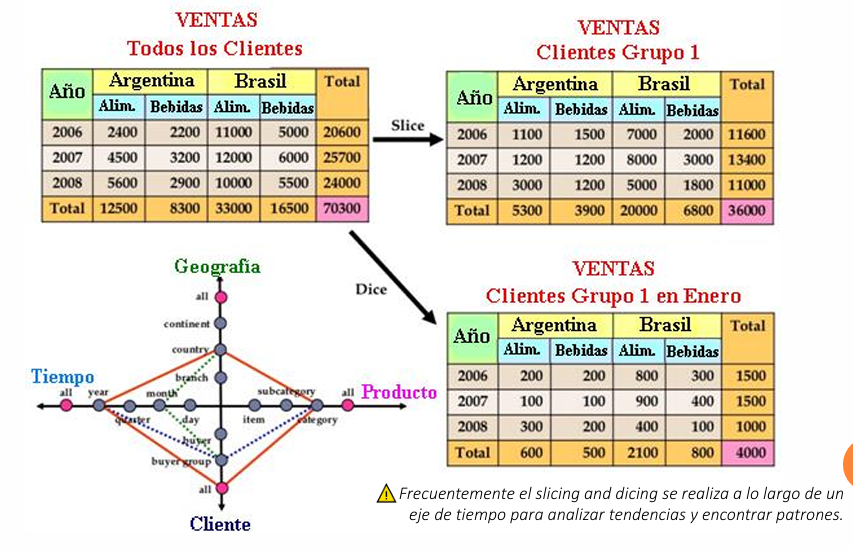 VENTAS
Todos los Clientes
Año Argentina Brasil Total
Alim. Bebidas Alim. Bebidas
2006 2400 2200 11000 5000 20600
2007 4500 3200 12000 6000 25700
2008 5600 2900 10000 5500 24000
Total 12500 8300 33000 16500 70300
Slice
VENTAS
Clientes Grupo 1
Año Argentina Brasil Total
Alim. Bebidas Alim. Bebidas
2006 1100 1500 7000 2000 11600
2007 1200 1200 8000 3000 13400
2008 3000 1200 5000 1800 11000
Total 5300 3900 20000 6800 36000
Dice
VENTAS
Clientes Grupo 1 en Enero
Año Argentina Brasil Total
Alim. Bebidas Alim. Bebidas
2006 200 200 800 300 1500
2007 100 100 900 400 1500
2008 300 200 400 100 1000
Total 600 500 2100 800 4000
Geografía
all
continent
country
branch
Tiempo
all year month subcategory all Producto
quarter day item category
buyer
buyer group
all
Cliente
Frecuentemente el slicing and dicing se realiza a lo largo de un
eje de tiempo para analizar tendencias y encontrar patrones.